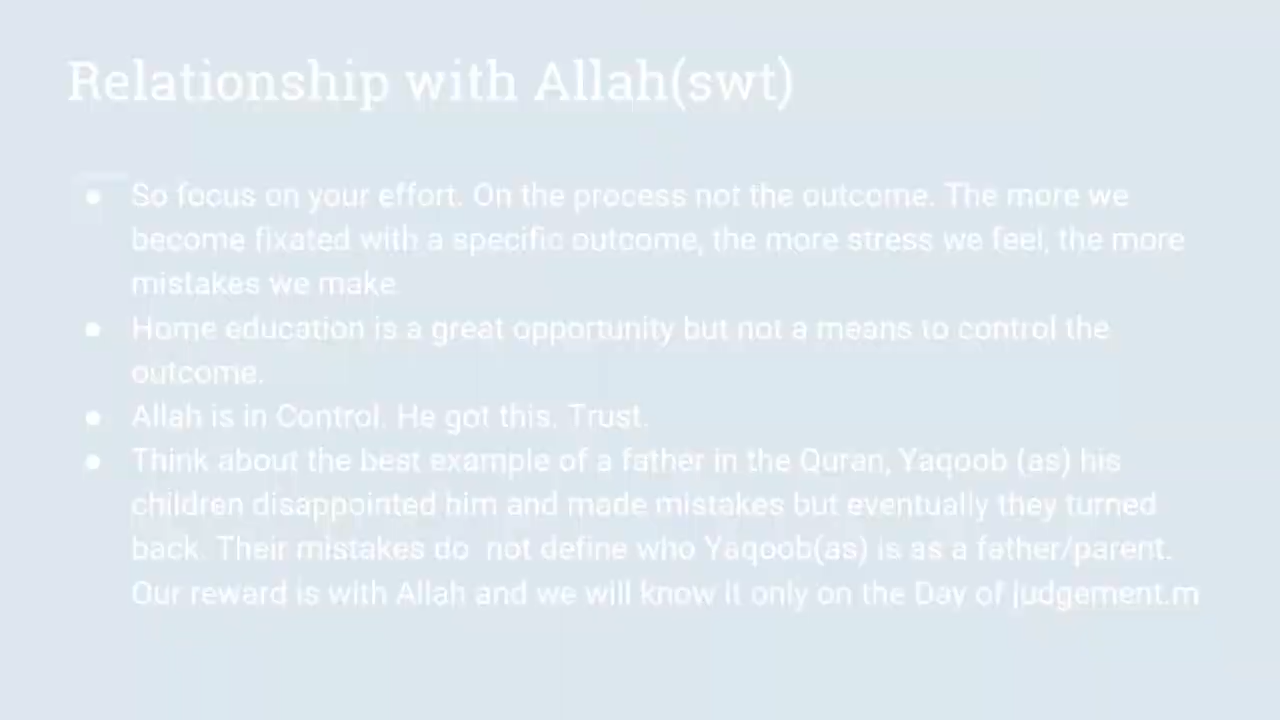 Relationship with Allah(swt)
● So focus on your effort. On the process not the outcome. The more we
become fixated with a specific outcome, the more stress we feel, the more
mistakes we make
● Home education is a great opportunity but not a means to control the
outcome.
● Allah is in Control. He got this. Trust.
● Think about the best example of a father in the Quran, Yaqoob (as) his
children disappointed him and made mistakes but eventually they turned
back. Their mistakes do  not define who Yaqoob(as) is as a father/parent.
Our reward is with Allah and we will know it only on the Day of judgement.m